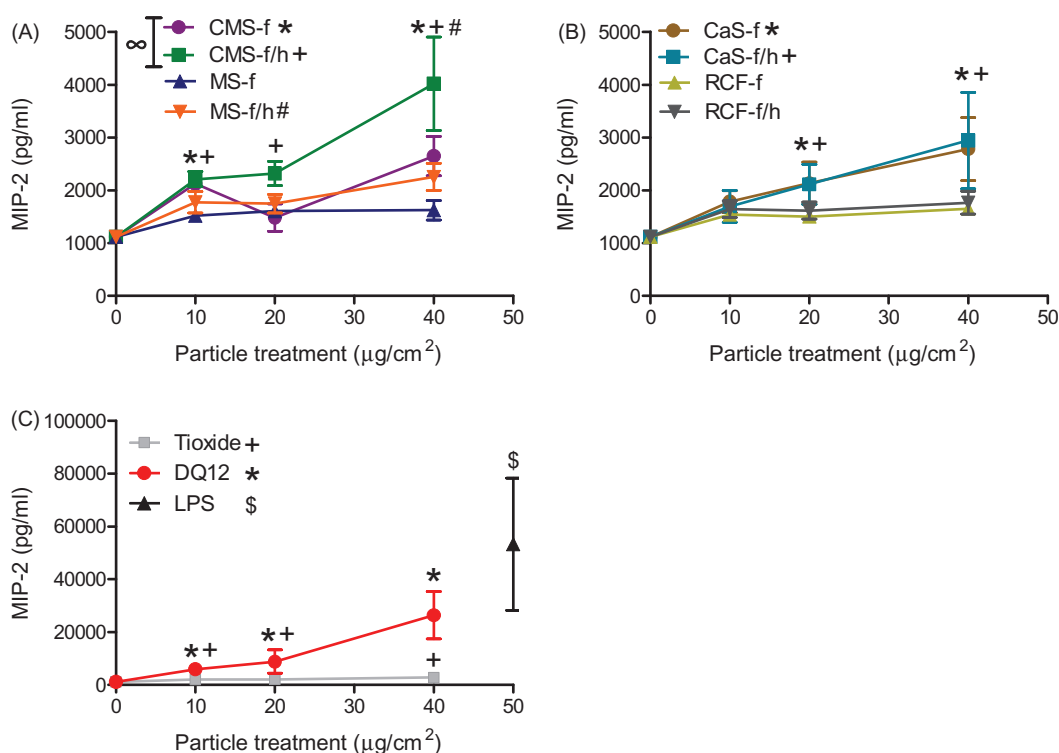 (A)
∞
CMS-f *
CMS-f/h +
MS-f
MS-f/h #
*+ #
*+
+
5000
4000
3000
2000
1000
0
MIP-2 (pg/ml)
0 10 20 30 40 50
Particle treatment (μg/cm²)
(B)
CaS-f *
CaS-f/h +
RCF-f
RCF-f/h
*+
*+
5000
4000
3000
2000
1000
0
MIP-2 (pg/ml)
0 10 20 30 40 50
Particle treatment (μg/cm²)
(C)
Tioxide +
DQ12 *
LPS $
$
*
*+
*+
+
100000
80000
60000
40000
20000
0
MIP-2 (pg/ml)
0 10 20 30 40 50
Particle treatment (μg/cm²)